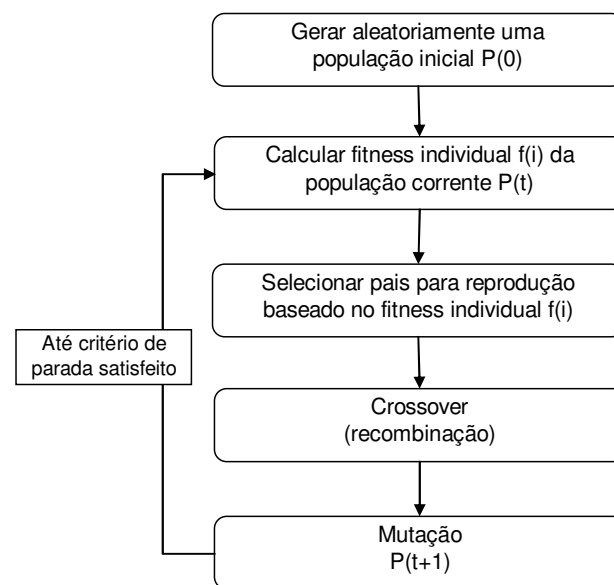 Gerar aleatoriamente uma
população inicial P(0)
Calcular fitness individual f(i) da
população corrente P(t)
Selecionar pais para reprodução
baseado no fitness individual f(i)
Até critério de
parada satisfeito
Crossover
(recombinação)
Mutação
P(t+1)